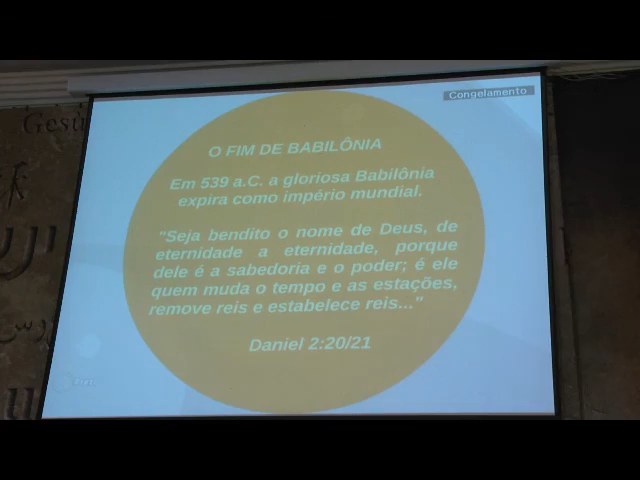 Congelamento
Gesú
O FIM DE BABILÔNIA
Em 539 a.C. a gloriosa Babilônia
expira como império mundial.
"Seja bendito o nome de Deus, de
eternidade a eternidade, porque
dele é a sabedoria e o poder; é ele
quem muda o tempo e as estações,
remove reis e estabelece reis..."
Daniel 2:20/21